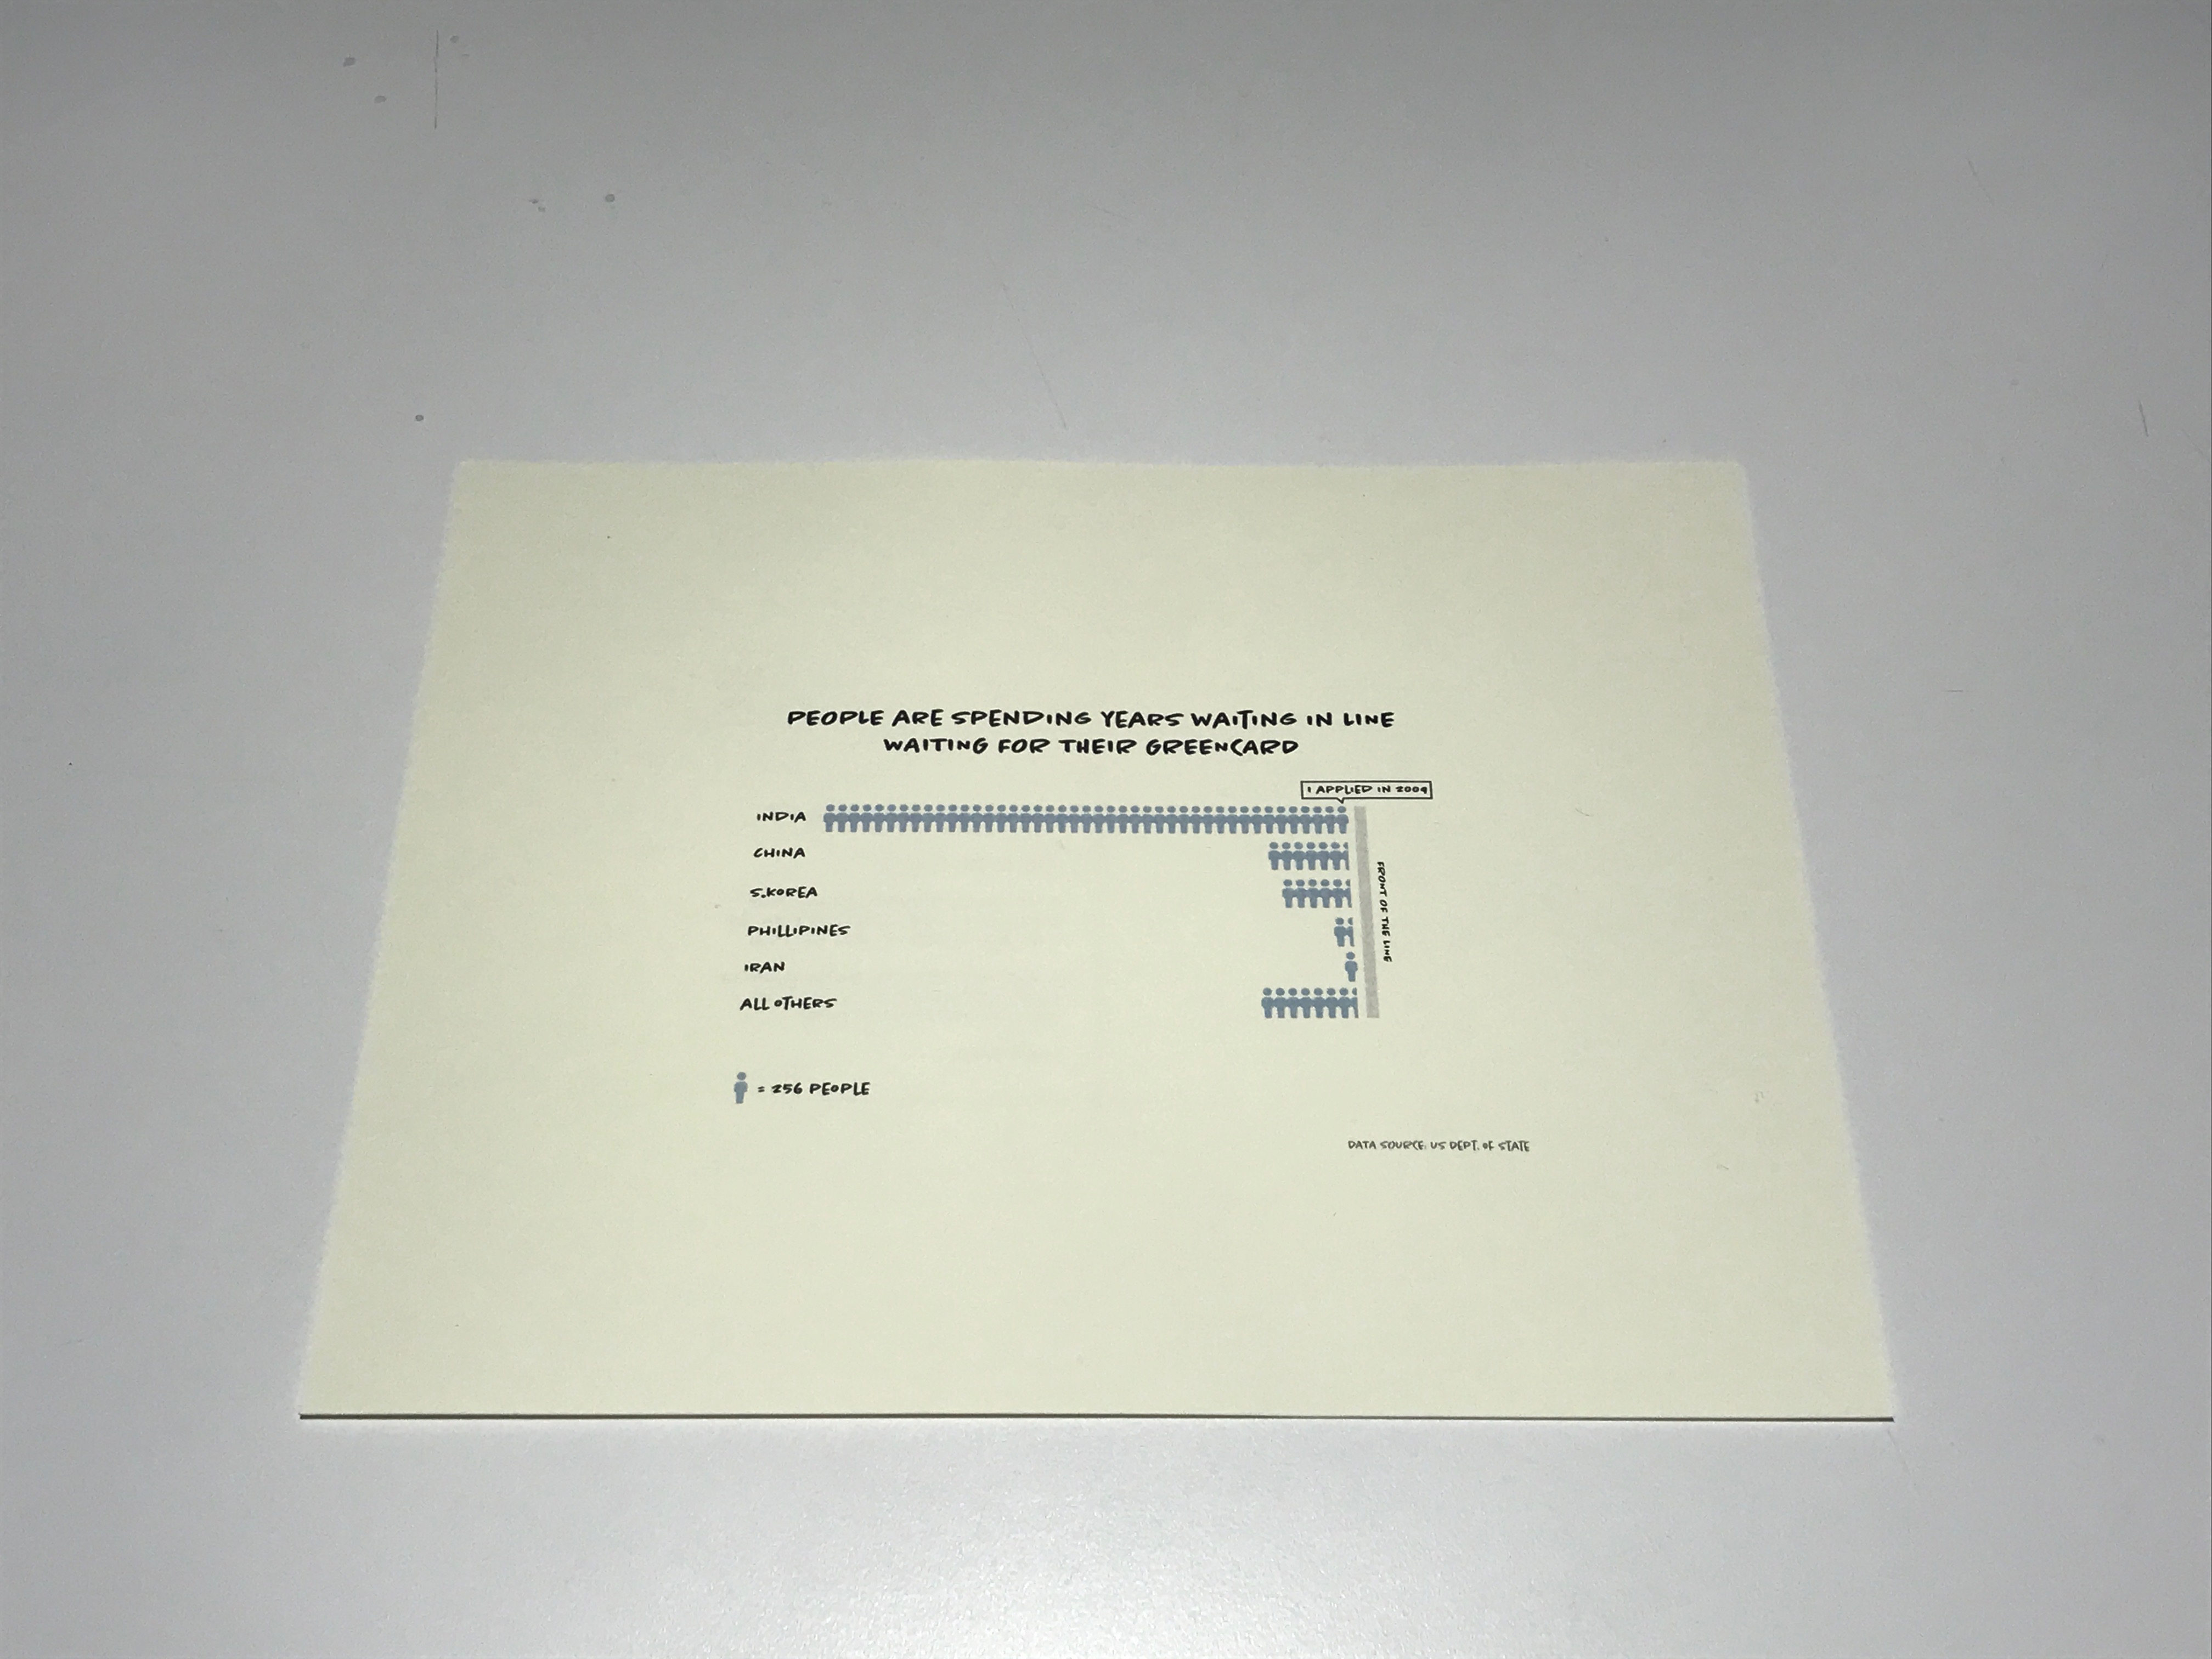 PEOPLE ARE SPENDING YEARS WAITING IN LINE
WAITING FOR THEIR GREENCARD
I APPLIED IN 2009
INDIA
CHINA
S.KOREA
PHILLIPINES
IRAN
ALL OTHERS
FRONT OF THE LINE
= 256 PEOPLE
DATA SOURCE: US DEPT. OF STATE